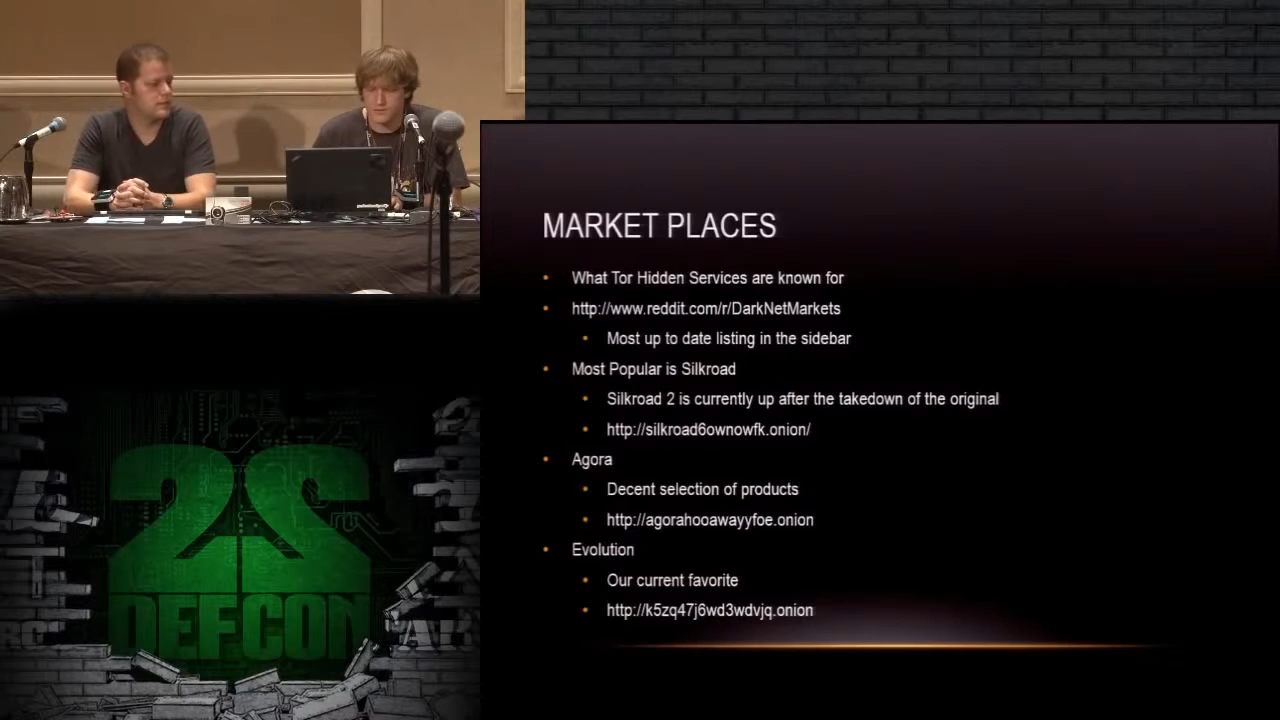 MARKET PLACES
What Tor Hidden Services are known for
http://www.reddit.com/r/DarkNetMarkets
Most up to date listing in the sidebar
Most Popular is Silkroad
Silkroad 2 is currently up after the takedown of the original
http://silkroad6ownowfk.onion/
Agora
Decent selection of products
http://agorahooawayyfoe.onion
Evolution
Our current favorite
http://k5zq47j6wd3wdvjq.onion
22
DEFCON